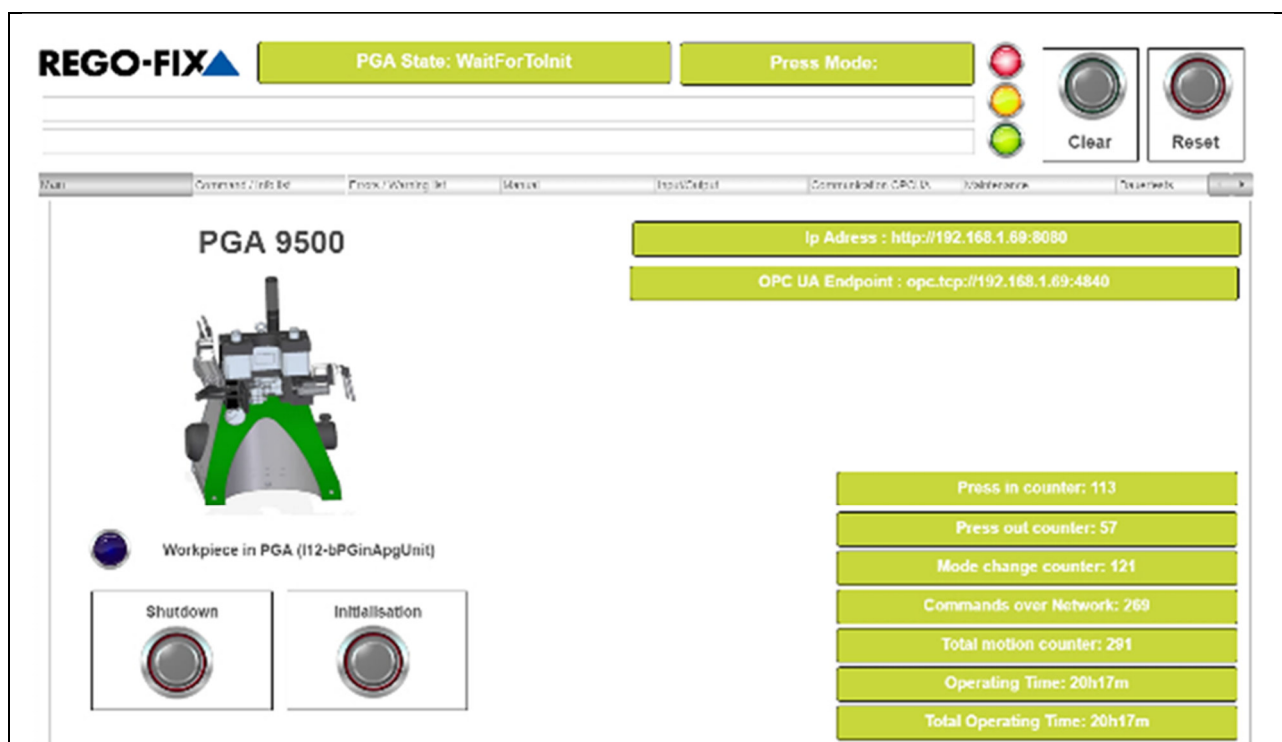 REGO-FIX
PGA State: WaitForToInit
Press Mode:
Clear
Reset
Main
Command / Info list
Errors / Warning list
Manual
Input/Output
Communication OPCUA
Maintenance
Dauertests
PGA 9500
Ip Adress : http://192.168.1.69:8080
OPC UA Endpoint : opc.tcp://192.168.1.69:4840
Workpiece in PGA (I12-bPGinApgUnit)
Shutdown
Initialisation
Press in counter: 113
Press out counter: 57
Mode change counter: 121
Commands over Network: 269
Total motion counter: 291
Operating Time: 20h17m
Total Operating Time: 20h17m